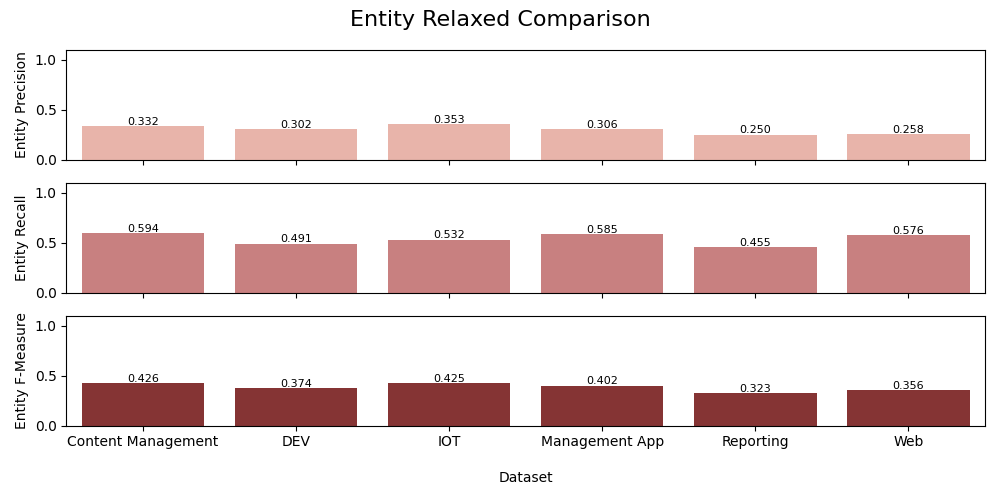 Entity Relaxed Comparison
Entity Precision
1.0
0.5
0.0
0.332
0.302
0.353
0.306
0.250
0.258
Entity Recall
1.0
0.5
0.0
0.594
0.491
0.532
0.585
0.455
0.576
Entity F-Measure
1.0
0.5
0.0
0.426
0.374
0.425
0.402
0.323
0.356
Content Management
DEV
IOT
Management App
Reporting
Web
Dataset